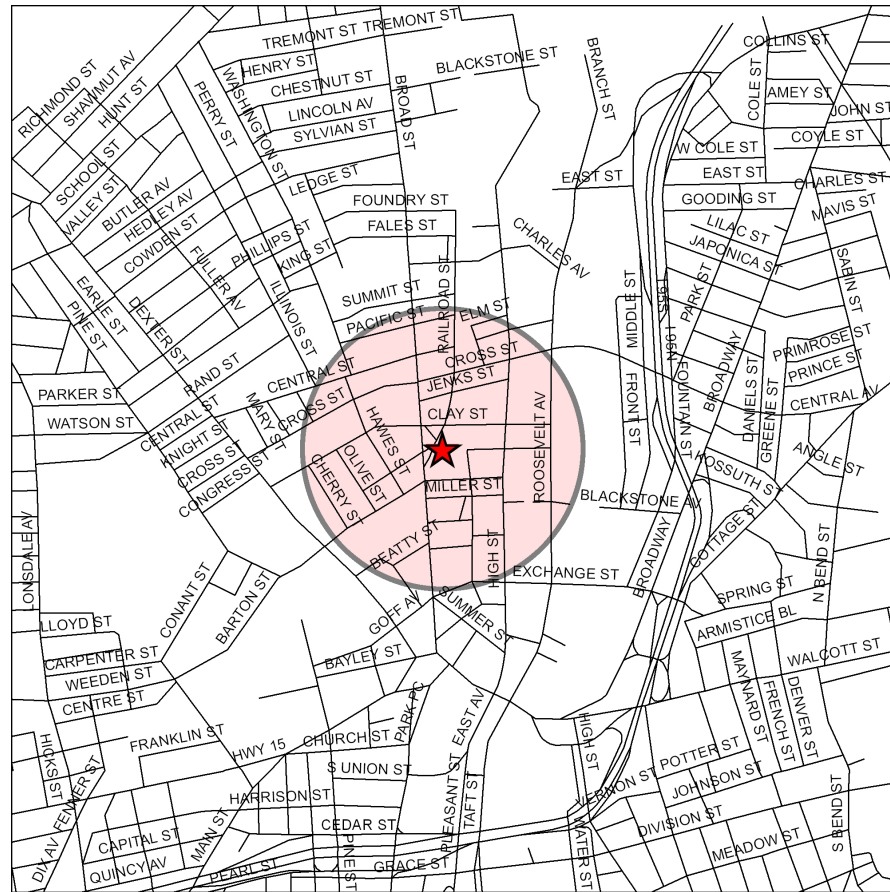 TREMONT ST
TREMONT ST
COLLINS ST
RICHMOND ST
SHAWMUT AV
HUNT ST
HENRY ST
CHESTNUT ST
BLACKSTONE ST
BRANCH ST
COLE ST
PERRY ST
WASHINGTON ST
LINCOLN AV
BROAD ST
AMEY ST
JOHN ST
SYLVIAN ST
COYLE ST
W COLE ST
SCHOOL ST
LEDGE ST
EAST ST
EAST ST
CHARLES ST
VALLEY ST
BUTLER AV
FOUNDRY ST
GOODING ST
MAVIS ST
HEDLEY AV
FALES ST
LILAC ST
COWDEN ST
PHILLIPS ST
CHARLES AV
JAPONICA ST
FULLER AV
KING ST
SABIN ST
EARLE ST
PINE ST
DEXTER ST
ILLINOIS ST
SUMMIT ST
RAILROAD ST
MIDDLE ST
I 95S
PARK ST
PACIFIC ST
ELM ST
I 95N
PRIMROSE ST
CROSS ST
PRINCE ST
RAND ST
CENTRAL ST
JENKS ST
FRONT ST
FOUNTAIN S
BROADWAY
DANIELS ST
GREENE ST
CENTRAL AV
PARKER ST
WATSON ST
CENTRAL ST
MARY ST
CROSS ST
HAWES ST
CLAY ST
ROOSEVELT AV
KNIGHT ST
CROSS ST
CONGRESS ST
CHERRY ST
OLIVE ST
KOSSUTH ST
ANGLE ST
MILLER ST
BLACKSTONE AV
LONSDALE AV
BEATTY ST
HIGH ST
BROADWAY
COTTAGE ST
N BEND ST
CONANT ST
BARTON ST
EXCHANGE ST
SPRING ST
LLOYD ST
GOFF AV
SUMMER ST
ARMISTICE BL
CARPENTER ST
BAYLEY ST
WALCOTT ST
WEEDEN ST
MAYNARD ST
FRENCH ST
DENVER ST
CENTRE ST
PARK PC
EAST AV
FRANKLIN ST
HWY 15
CHURCH ST
HIGH ST
HICKS ST
POTTER ST
S UNION ST
JOHNSON ST
FENNER ST
DIX AV
HARRISON ST
PLEASANT ST
TAFT ST
VERNON ST
DIVISION ST
S BEND ST
CAPITAL ST
MAIN ST
CEDAR ST
WATER ST
MEADOW ST
QUINCY AV
PEARL ST
PINE ST
GRACE ST